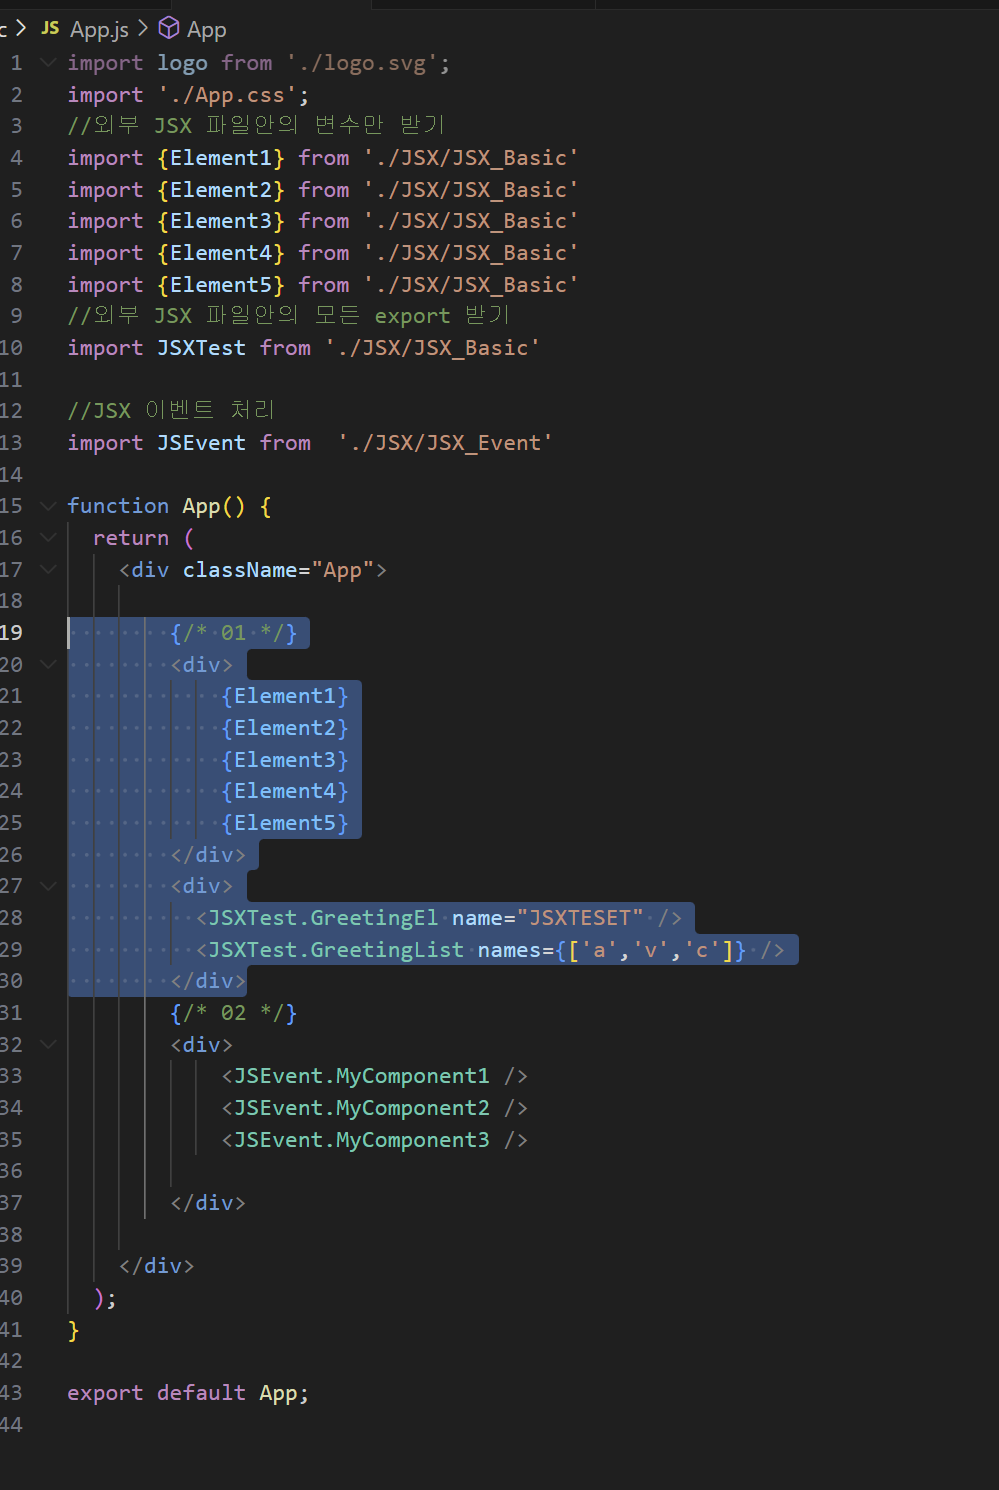 c > JS App.js > App
1 import logo from './logo.svg';
2 import './App.css';
3 //외부 JSX 파일안의 변수만 받기
4 import {Element1} from './JSX/JSX_Basic'
5 import {Element2} from './JSX/JSX_Basic'
6 import {Element3} from './JSX/JSX_Basic'
7 import {Element4} from './JSX/JSX_Basic'
8 import {Element5} from './JSX/JSX_Basic'
9 //외부 JSX 파일안의 모든 export 받기
10 import JSXTest from './JSX/JSX_Basic'
11
12 //JSX 이벤트 처리
13 import JSEvent from  './JSX/JSX_Event'
14
15 function App() {
16   return (
17     <div className="App">
18
19         {/* 01 */}
20         <div>
21             {Element1}
22             {Element2}
23             {Element3}
24             {Element4}
25             {Element5}
26         </div>
27         <div>
28           <JSXTest.GreetingEl name="JSXTESET" />
29           <JSXTest.GreetingList names={['a','v','c']} />
30         </div>
31         {/* 02 */}
32         <div>
33             <JSEvent.MyComponent1 />
34             <JSEvent.MyComponent2 />
35             <JSEvent.MyComponent3 />
36
37         </div>
38
39     </div>
40   );
41 }
42
43 export default App;
44